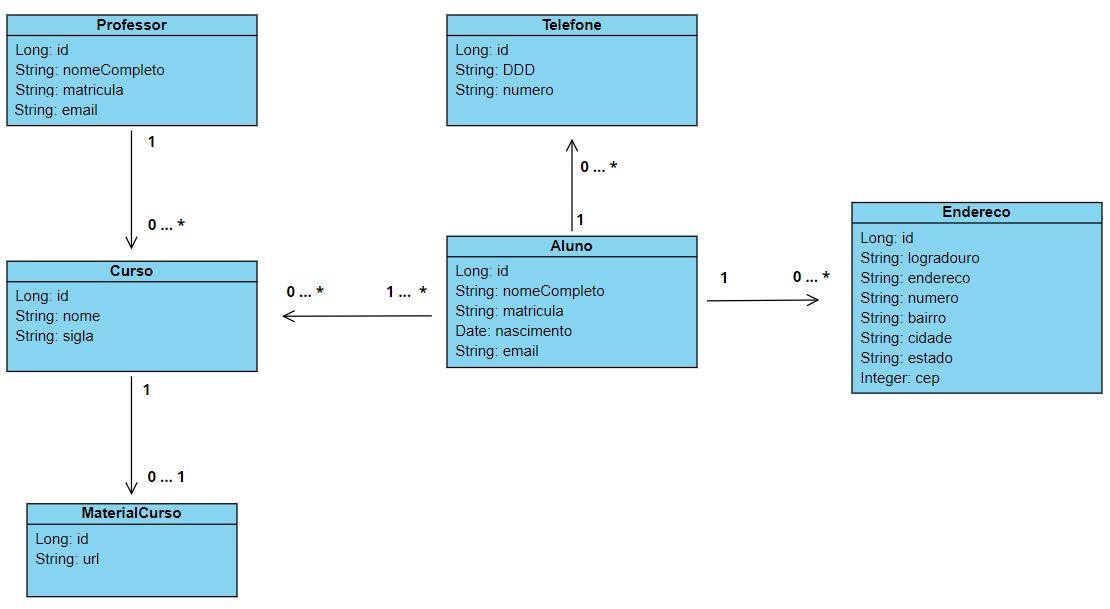 Professor
Long: id
String: nomeCompleto
String: matricula
String: email
1
0 ... *
Curso
Long: id
String: nome
String: sigla
1
0 ... 1
MaterialCurso
Long: id
String: url
Telefone
Long: id
String: DDD
String: numero
0 ... *
1
Aluno
Long: id
String: nomeCompleto
String: matricula
Date: nascimento
String: email
0 ... *
1 ... *
1
0 ... *
Endereco
Long: id
String: logradouro
String: endereco
String: numero
String: bairro
String: cidade
String: estado
Integer: cep